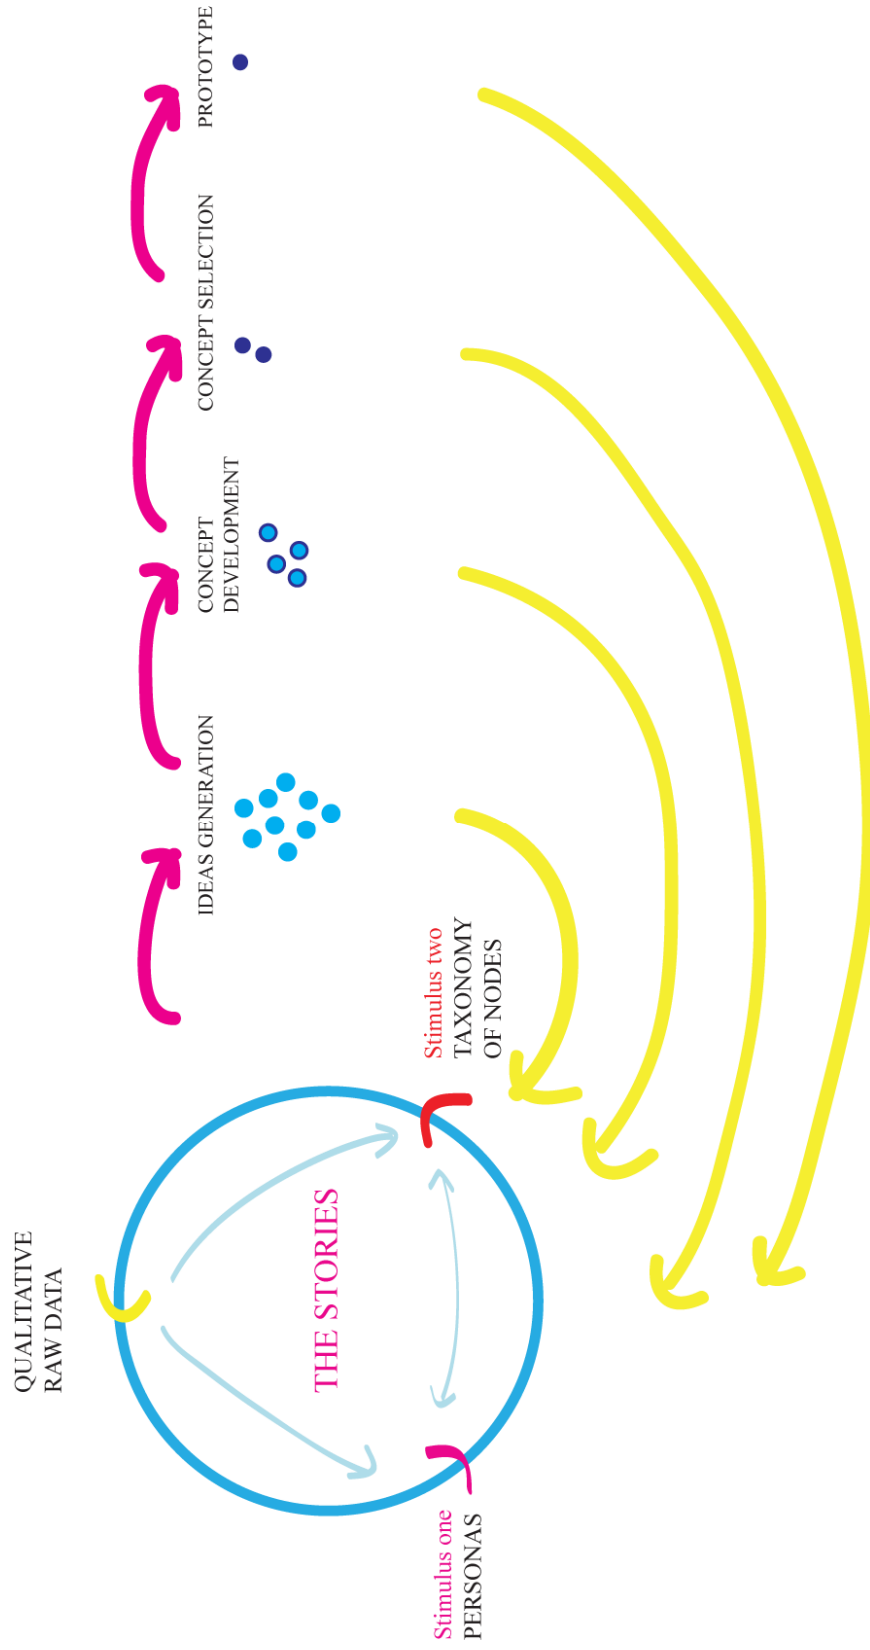 QUALITATIVE
RAW DATA
THE STORIES
Stimulus one
PERSONAS
Stimulus two
TAXONOMY
OF NODES
IDEAS GENERATION
CONCEPT
DEVELOPMENT
CONCEPT SELECTION
PROTOTYPE